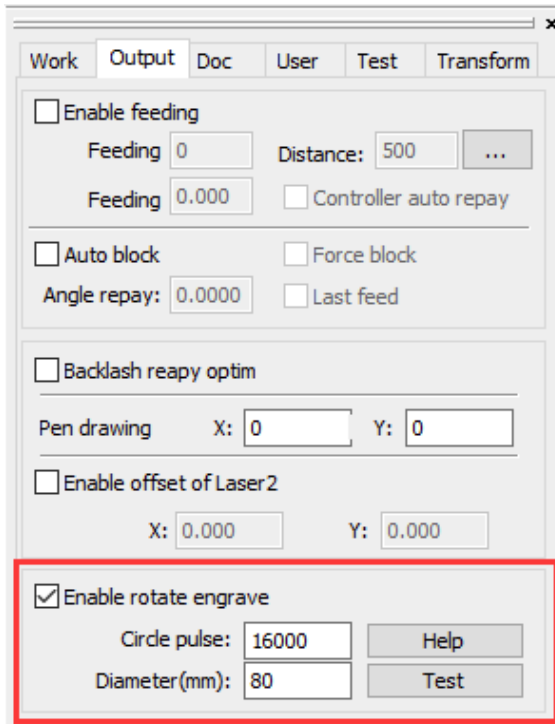 Work Output Doc User Test Transform
Enable feeding
Feeding 0 Distance: 500 ...
Feeding 0.000 Controller auto repay
Auto block Force block
Angle repay: 0.0000 Last feed
Backlash reapy optim
Pen drawing X: 0 Y: 0
Enable offset of Laser2
X: 0.000 Y: 0.000
Enable rotate engrave
Circle pulse: 16000 Help
Diameter(mm): 80 Test